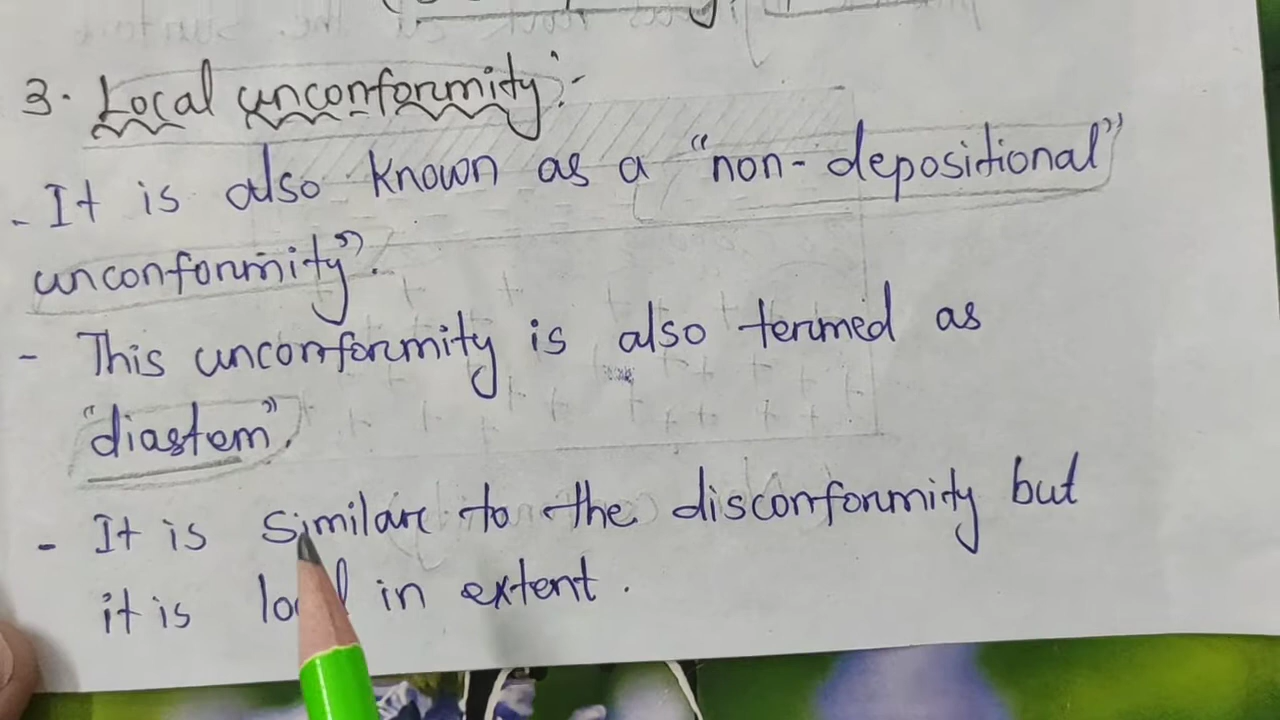 3. Local unconformity:-
- It is also known as a "non-depositional"
unconformity".
- This unconformity is also termed as
"diastem".
- It is similar to the disconformity but
it is local in extent.